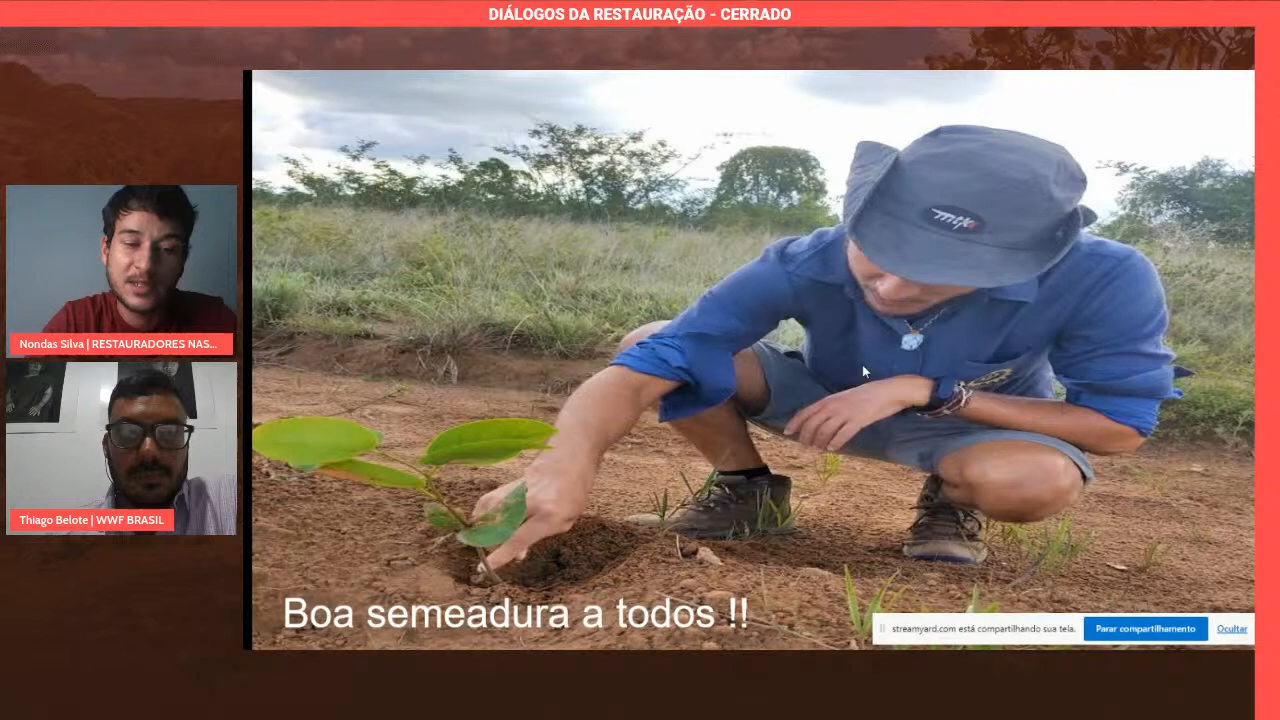 DIÁLOGOS DA RESTAURAÇÃO - CERRADO
Nondas Silva | RESTAURADORES NAS...
Thiago Belote | WWF BRASIL
Boa semeadura a todos !!
streamyard.com está compartilhando sua tela.
Parar compartilhamento
Ocultar